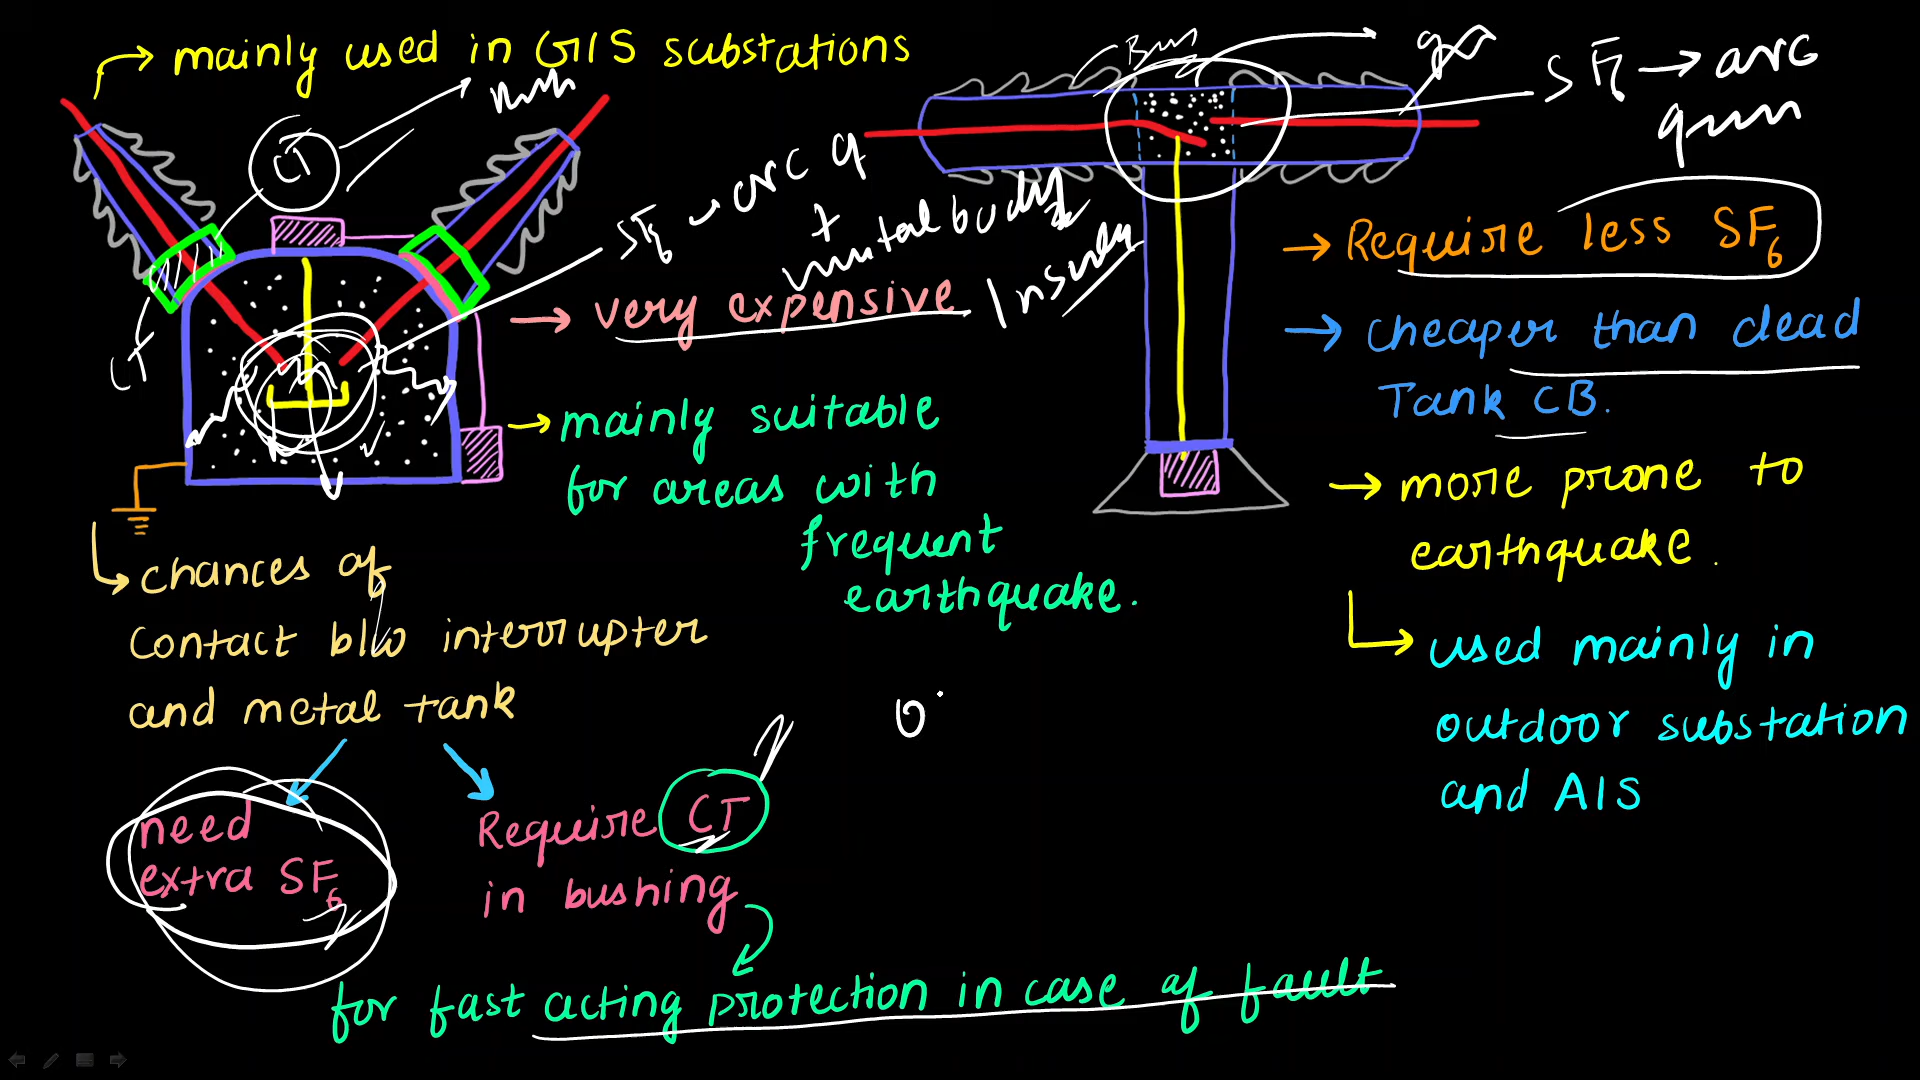 → mainly used in GIS substations
CT
CT
SF6 → arc q
+
metal body
→ very expensive
→ mainly suitable
for areas with
frequent
earthquake.
→ chances of
contact b/w interrupter
and metal tank
need
extra SF6
Require CT
in bushing
for fast acting protection in case of fault
SF6 → arc
qun
→ Require less SF6
→ cheaper than dead
Tank CB.
→ more prone to
earthquake.
→ used mainly in
outdoor substation
and AIS